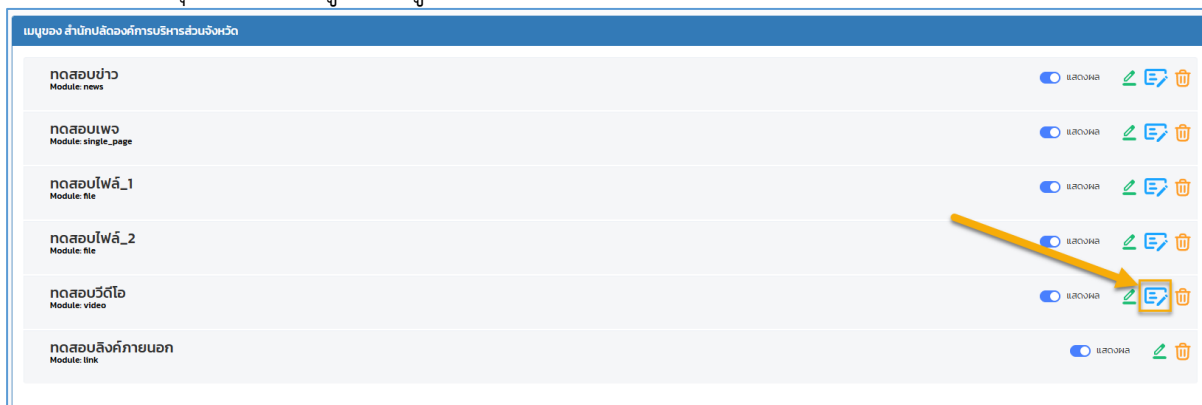 เมนูของ สำนักปลัดองค์การบริหารส่วนจังหวัด
ทดสอบข่าว
แสดงผล
Module: news
ทดสอบเพจ
แสดงผล
Module: single_page
ทดสอบไฟล์_1
แสดงผล
Module: file
ทดสอบไฟล์_2
แสดงผล
Module: file
ทดสอบวีดีโอ
แสดงผล
Module: video
ทดสอบลิงค์ภายนอก
แสดงผล
Module: link